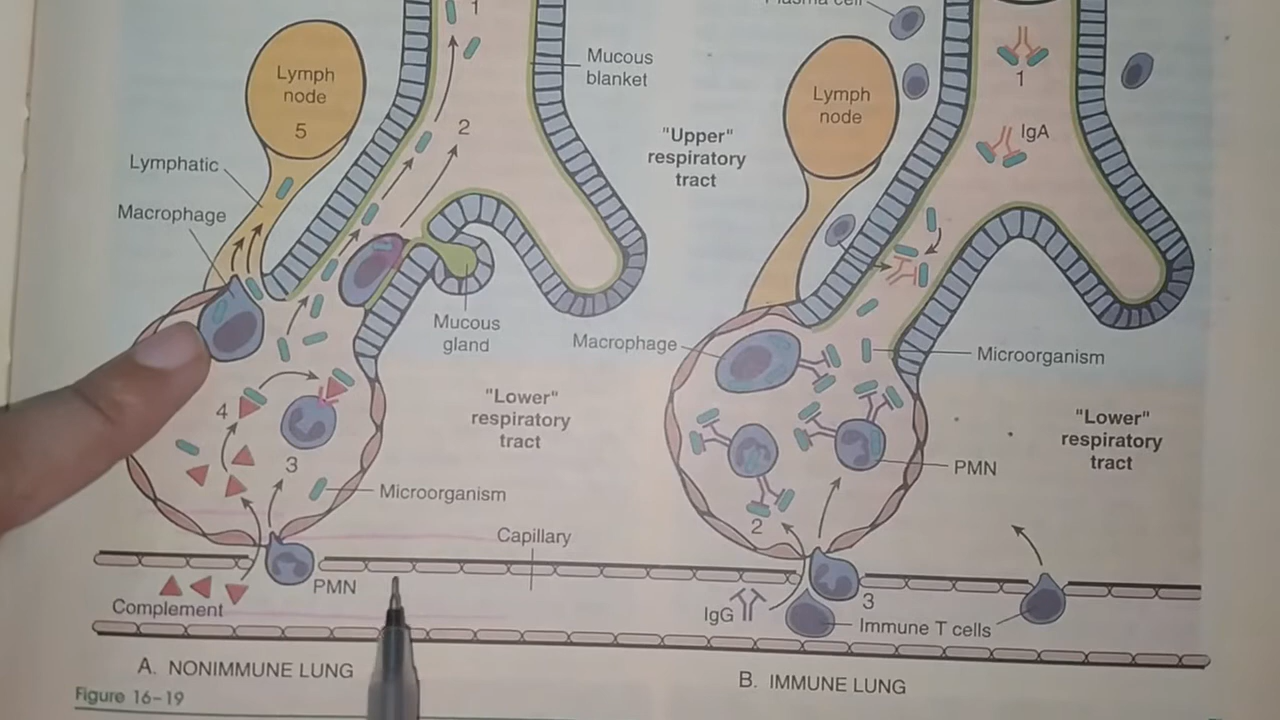 1
Plasma cell
Lymph
node
5
Mucous
blanket
2
Lymphatic
Macrophage
Mucous
gland
4
3
"Lower"
respiratory
tract
Microorganism
Capillary
PMN
Complement
A. NONIMMUNE LUNG
Figure 16-19
"Upper"
respiratory
tract
Lymph
node
1
IgA
Macrophage
Microorganism
"Lower"
respiratory
tract
PMN
2
IgG
3
Immune T cells
B. IMMUNE LUNG